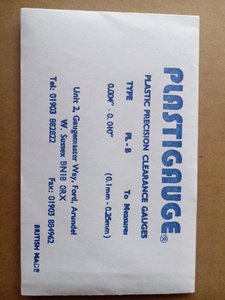 PLASTIGAUGE®
PLASTIC PRECISION CLEARANCE GAUGES
TYPE PL-B To Measure:
0.004" - 0.010" (0.1mm - 0.25mm)
Unit 2, Gaugemaster Way, Ford, Arundel
W. Sussex BN18 0RX
Tel: 01903 882822 Fax: 01903 884962
BRITISH MADE